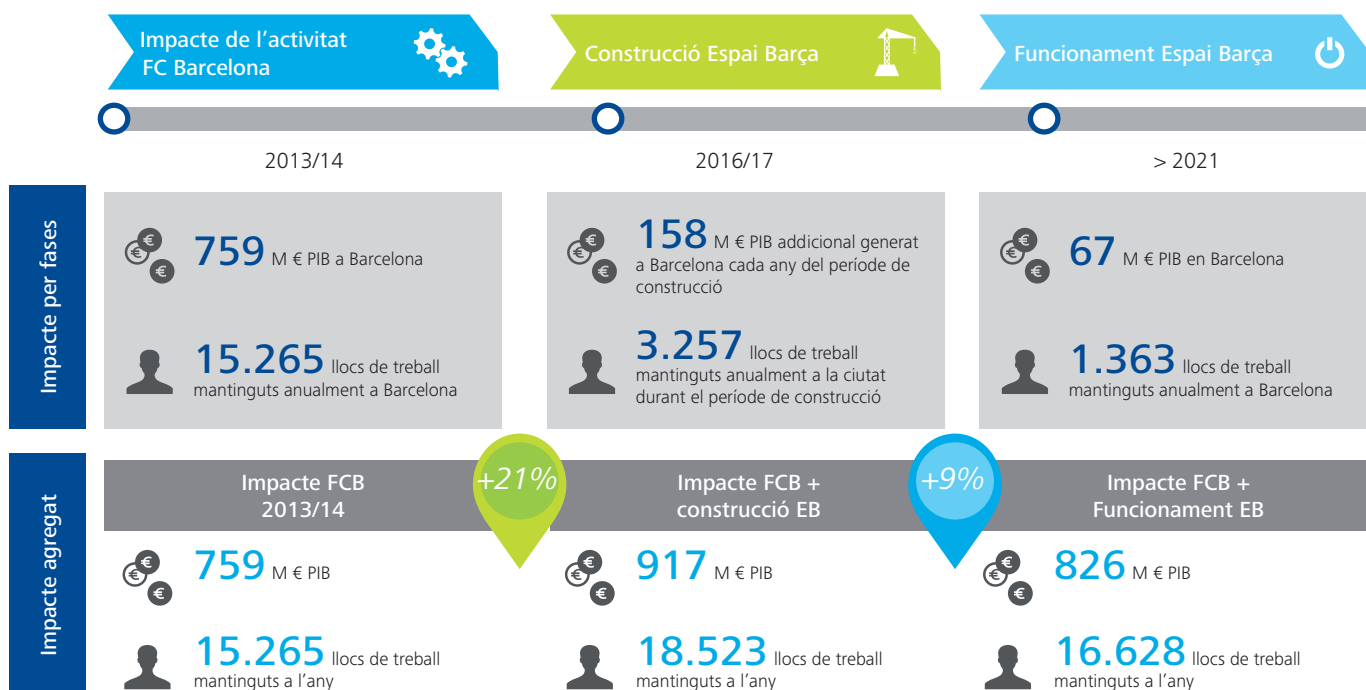 Impacte de l’activitat
FC Barcelona
Construcció Espai Barça
Funcionament Espai Barça
2013/14
2016/17
> 2021
Impacte per fases
759 M € PIB a Barcelona
15.265 llocs de treball
mantinguts anualment a Barcelona
158 M € PIB addicional generat
a Barcelona cada any del període de
construcció
3.257 llocs de treball
mantinguts anualment a la ciutat
durant el període de construcció
67 M € PIB en Barcelona
1.363 llocs de treball
mantinguts anualment a Barcelona
Impacte agregat
Impacte FCB
2013/14
+21%
Impacte FCB +
construcció EB
+9%
Impacte FCB +
Funcionament EB
759 M € PIB
15.265 llocs de treball
mantinguts a l’any
917 M € PIB
18.523 llocs de treball
mantinguts a l’any
826 M € PIB
16.628 llocs de treball
mantinguts a l’any